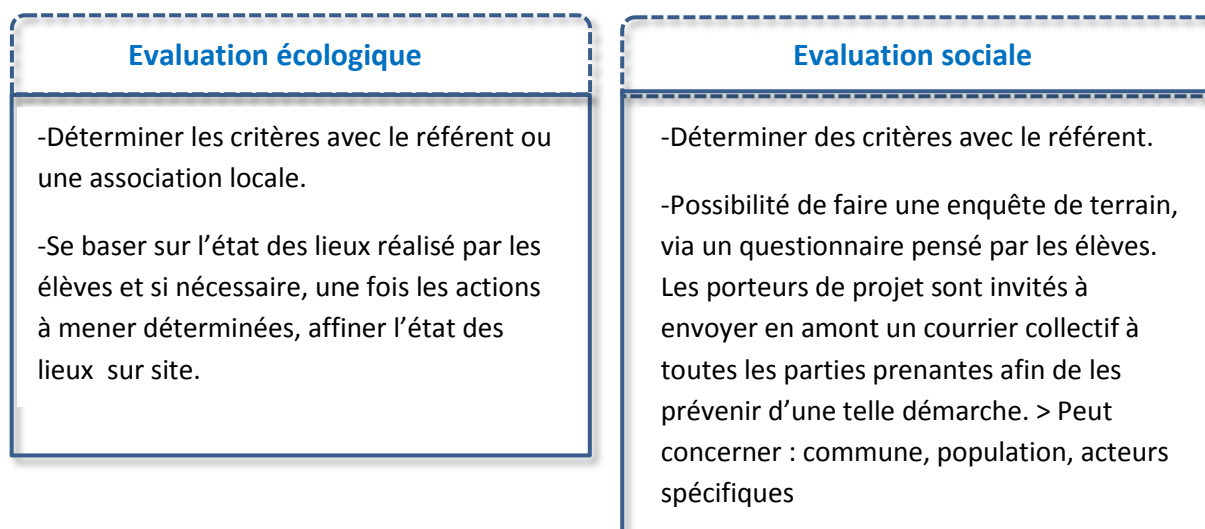 Evaluation écologique
-Déterminer les critères avec le référent ou
une association locale.
-Se baser sur l’état des lieux réalisé par les
élèves et si nécessaire, une fois les actions
à mener déterminées, affiner l’état des
lieux  sur site.
Evaluation sociale
-Déterminer des critères avec le référent.
-Possibilité de faire une enquête de terrain,
via un questionnaire pensé par les élèves.
Les porteurs de projet sont invités à
envoyer en amont un courrier collectif à
toutes les parties prenantes afin de les
prévenir d’une telle démarche. > Peut
concerner : commune, population, acteurs
spécifiques